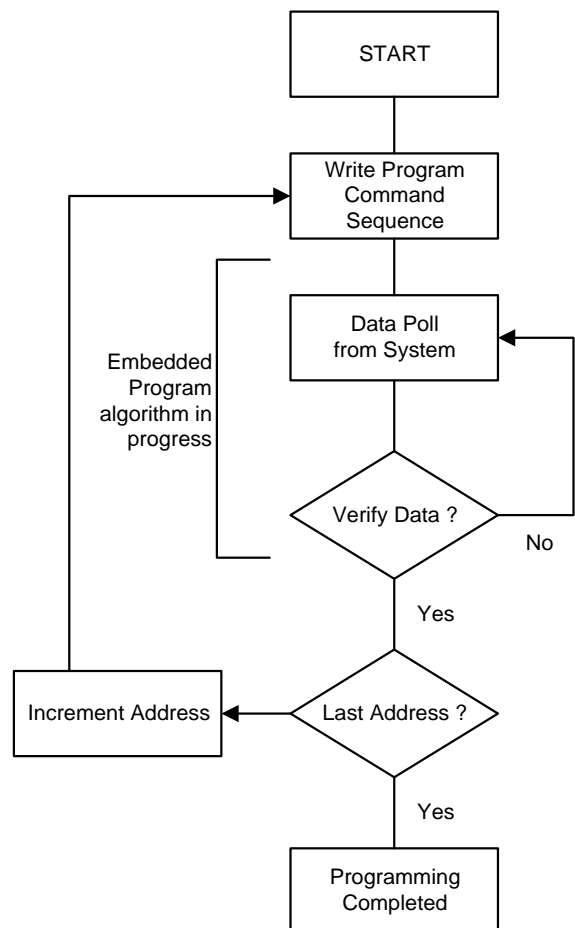 START
Write Program
Command
Sequence
Data Poll
from System
Embedded
Program
algorithm in
progress
Verify Data ?
No
Yes
Increment Address
Last Address ?
Yes
Programming
Completed